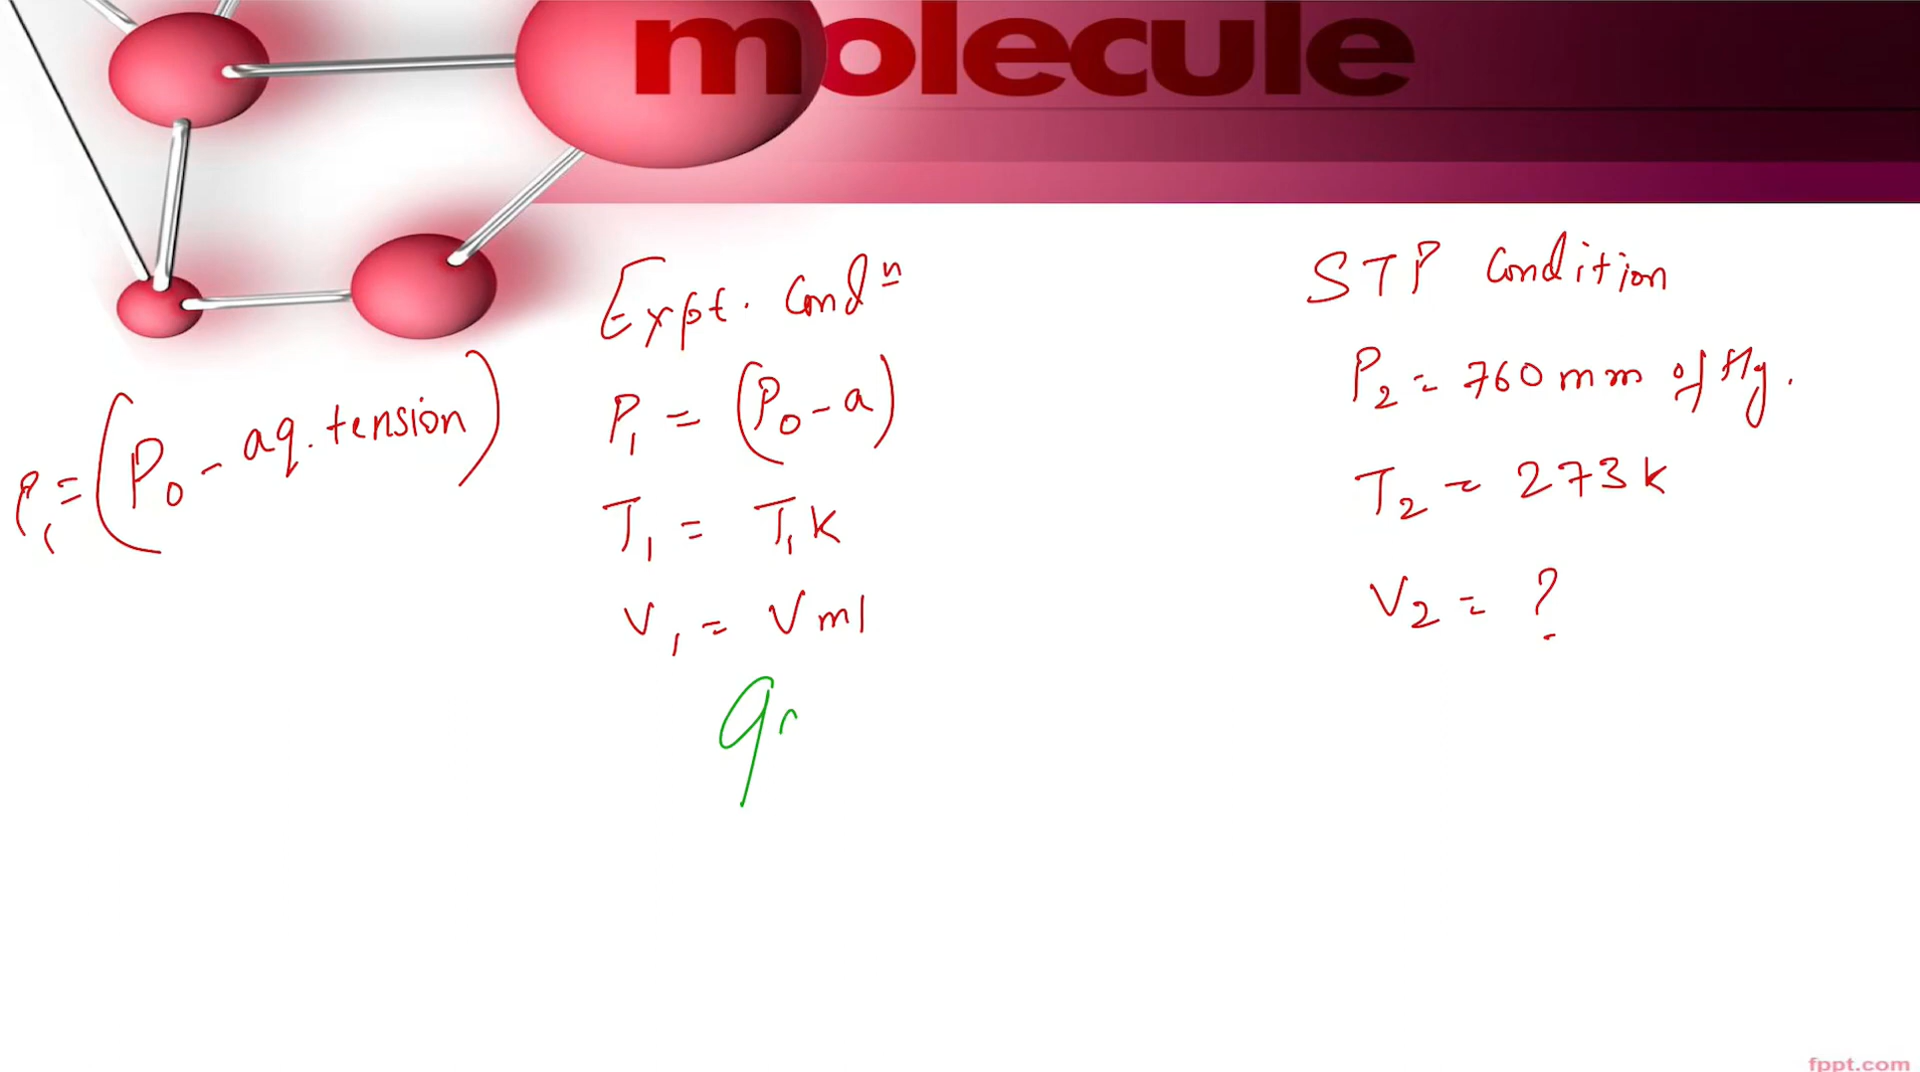 molecule
Expt. Condⁿ
P₁ = (P₀ - a)
T₁ = T₁K
V₁ = V ml
P₁ = (P₀ - aq. tension)
STP Condition
P₂ = 760 mm of Hg.
T₂ = 273 K
V₂ = ?
fppt.com